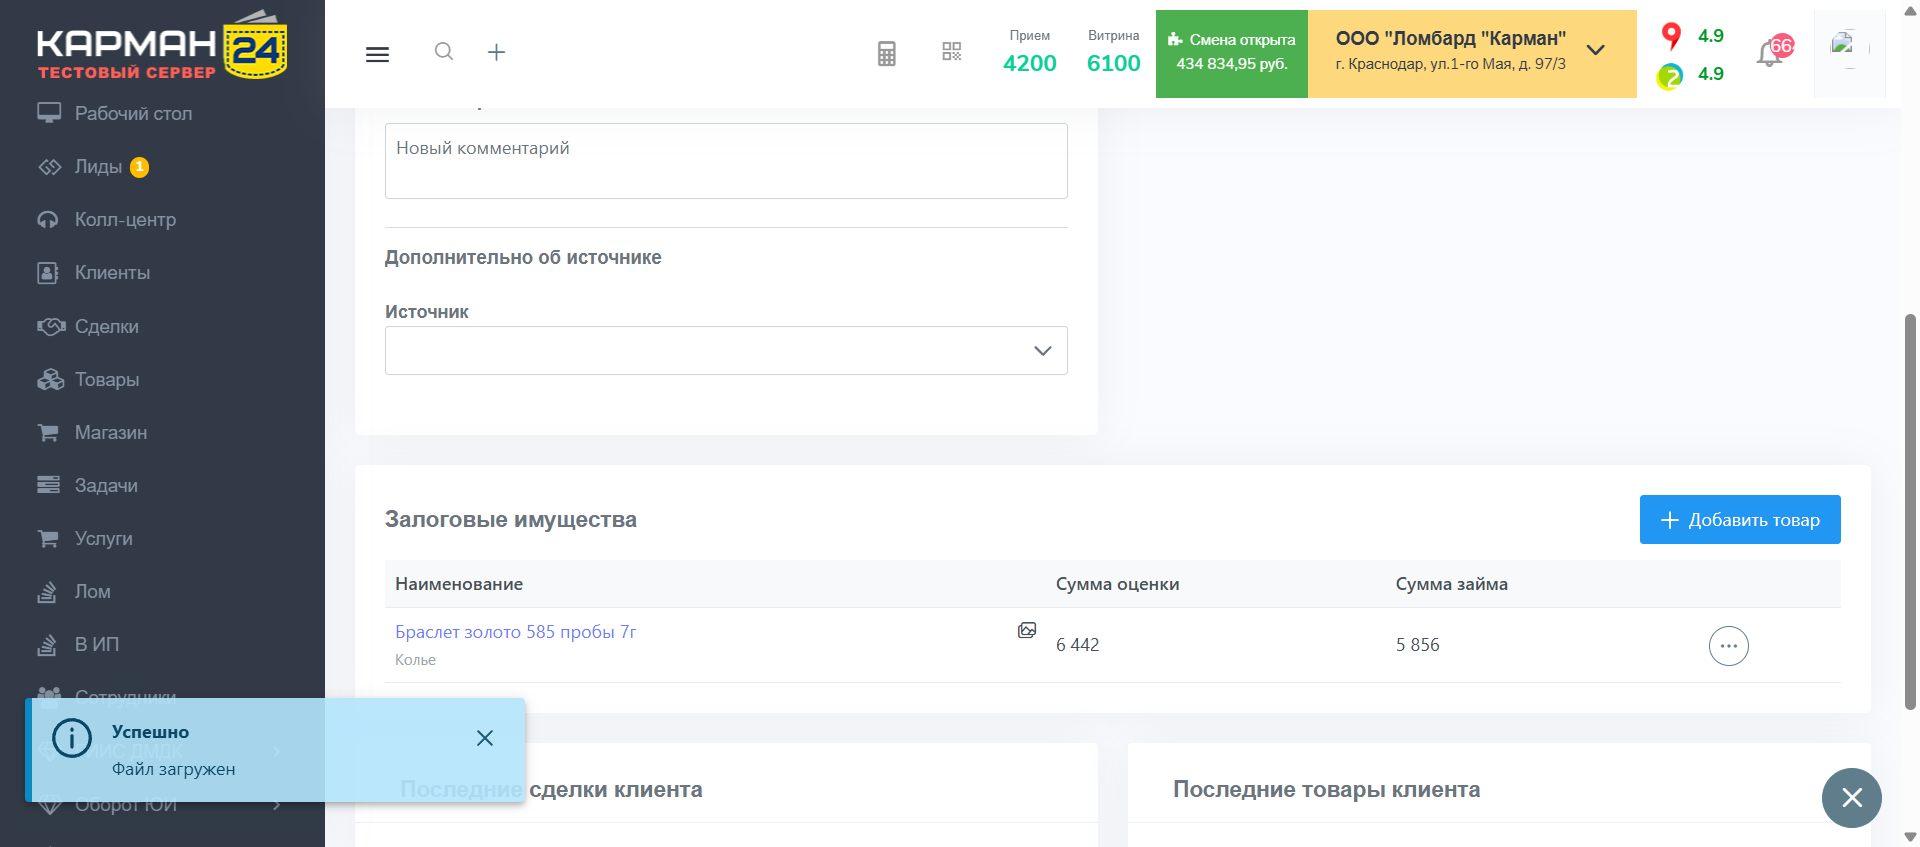 КАРМАН 24
ТЕСТОВЫЙ СЕРВЕР
Рабочий стол
Лиды 1
Колл-центр
Клиенты
Сделки
Товары
Магазин
Задачи
Услуги
Лом
В ИП
Сотрудники
ДМДК
Оборот ЮИ
Прием
4200
Витрина
6100
Смена открыта
434 834,95 руб.
ООО "Ломбард "Карман"
г. Краснодар, ул.1-го Мая, д. 97/3
4.9
4.9
Новый комментарий
Дополнительно об источнике
Источник
Залоговые имущества
Добавить товар
Наименование
Сумма оценки
Сумма займа
Браслет золото 585 пробы 7г
Колье
6 442
5 856
Успешно
Файл загружен
Последние сделки клиента
Последние товары клиента